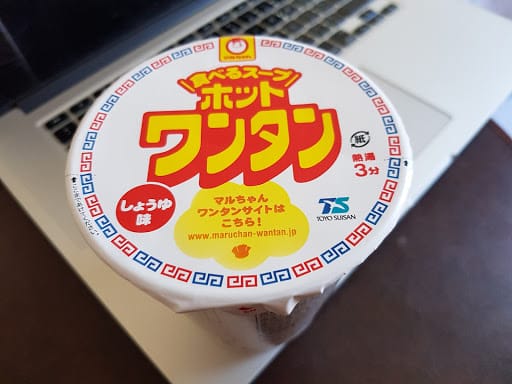 食べるスープ
ホット
ワンタン
紙
熱湯
3分
しょうゆ
味
マルちゃん
ワンタンサイトは
こちら！
www.maruchan-wantan.jp
TS
TOYO SUISAN